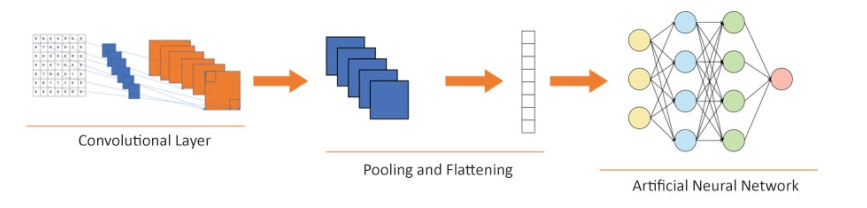 Convolutional Layer
Pooling and Flattening
Artificial Neural Network